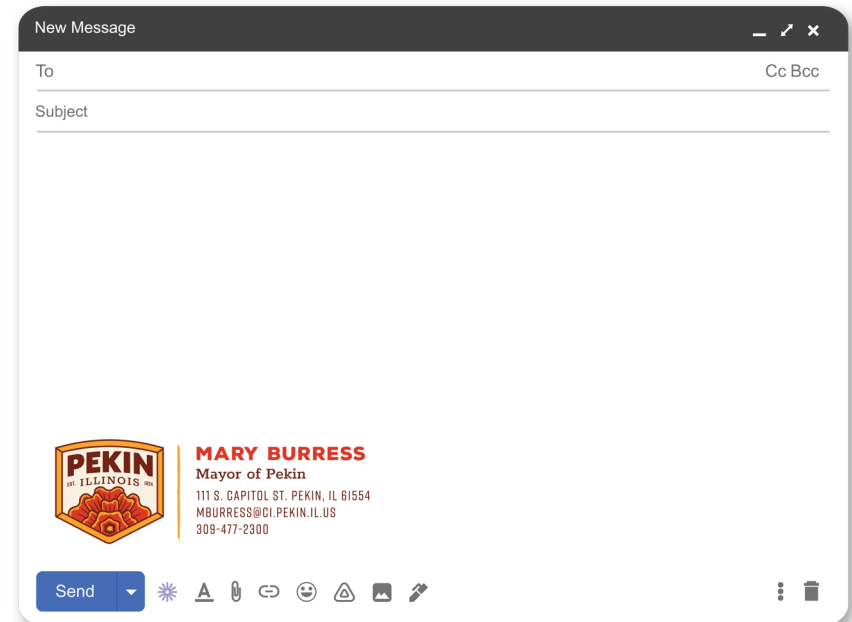 New Message
To
Cc Bcc
Subject
PEKIN
EST. ILLINOIS 1824
MARY BURRESS
Mayor of Pekin
111 S. CAPITOL ST. PEKIN, IL 61554
MBURRESS@CI.PEKIN.IL.US
309-477-2300
Send
A